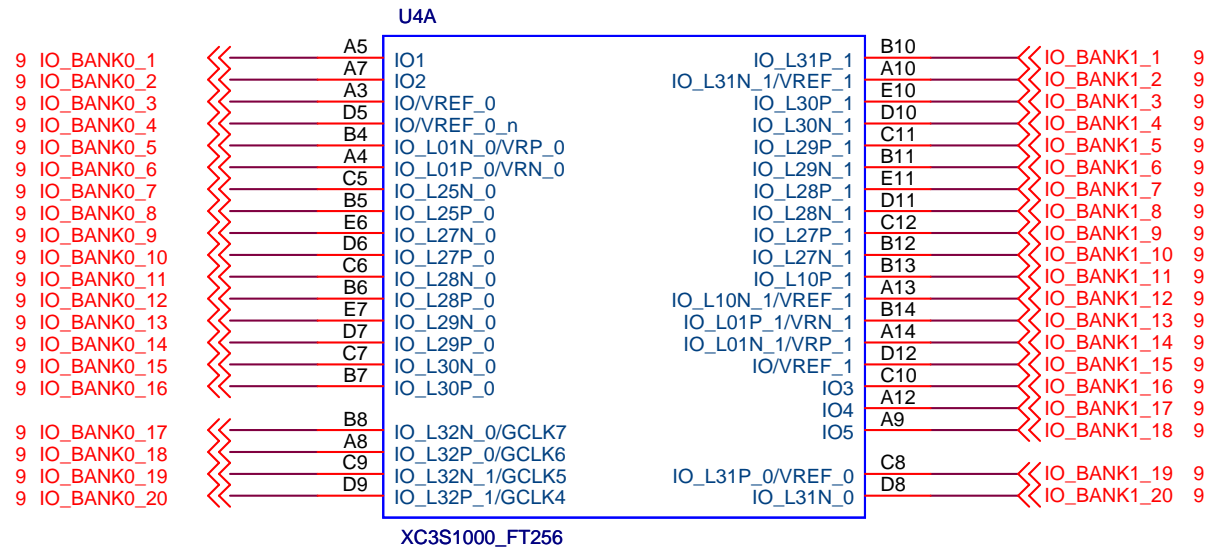 U4A
9 IO_BANK0_1 A5 IO1 IO_L31P_1 B10 IO_BANK1_1 9
9 IO_BANK0_2 A7 IO2 IO_L31N_1/VREF_1 A10 IO_BANK1_2 9
9 IO_BANK0_3 A3 IO/VREF_0 IO_L30P_1 E10 IO_BANK1_3 9
9 IO_BANK0_4 D5 IO/VREF_0_n IO_L30N_1 D10 IO_BANK1_4 9
9 IO_BANK0_5 B4 IO_L01N_0/VRP_0 IO_L29P_1 C11 IO_BANK1_5 9
9 IO_BANK0_6 A4 IO_L01P_0/VRN_0 IO_L29N_1 B11 IO_BANK1_6 9
9 IO_BANK0_7 C5 IO_L25N_0 IO_L28P_1 E11 IO_BANK1_7 9
9 IO_BANK0_8 B5 IO_L25P_0 IO_L28N_1 D11 IO_BANK1_8 9
9 IO_BANK0_9 E6 IO_L27N_0 IO_L27P_1 C12 IO_BANK1_9 9
9 IO_BANK0_10 D6 IO_L27P_0 IO_L27N_1 B12 IO_BANK1_10 9
9 IO_BANK0_11 C6 IO_L28N_0 IO_L10P_1 B13 IO_BANK1_11 9
9 IO_BANK0_12 B6 IO_L28P_0 IO_L10N_1/VREF_1 A13 IO_BANK1_12 9
9 IO_BANK0_13 E7 IO_L29N_0 IO_L01P_1/VRN_1 B14 IO_BANK1_13 9
9 IO_BANK0_14 D7 IO_L29P_0 IO_L01N_1/VRP_1 A14 IO_BANK1_14 9
9 IO_BANK0_15 C7 IO_L30N_0 IO/VREF_1 D12 IO_BANK1_15 9
9 IO_BANK0_16 B7 IO_L30P_0 IO3 C10 IO_BANK1_16 9
IO4 A12 IO_BANK1_17 9
9 IO_BANK0_17 B8 IO_L32N_0/GCLK7 IO5 A9 IO_BANK1_18 9
9 IO_BANK0_18 A8 IO_L32P_0/GCLK6
9 IO_BANK0_19 C9 IO_L32N_1/GCLK5 IO_L31P_0/VREF_0 C8 IO_BANK1_19 9
9 IO_BANK0_20 D9 IO_L32P_1/GCLK4 IO_L31N_0 D8 IO_BANK1_20 9
XC3S1000_FT256